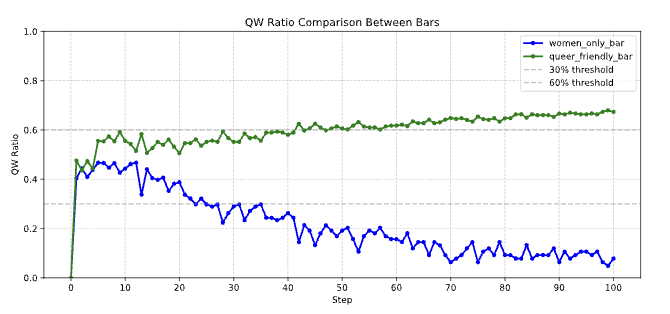 QW Ratio Comparison Between Bars
women_only_bar
queer_friendly_bar
30% threshold
60% threshold
QW Ratio
1.0
0.8
0.6
0.4
0.2
0.0
0 10 20 30 40 50 60 70 80 90 100
Step